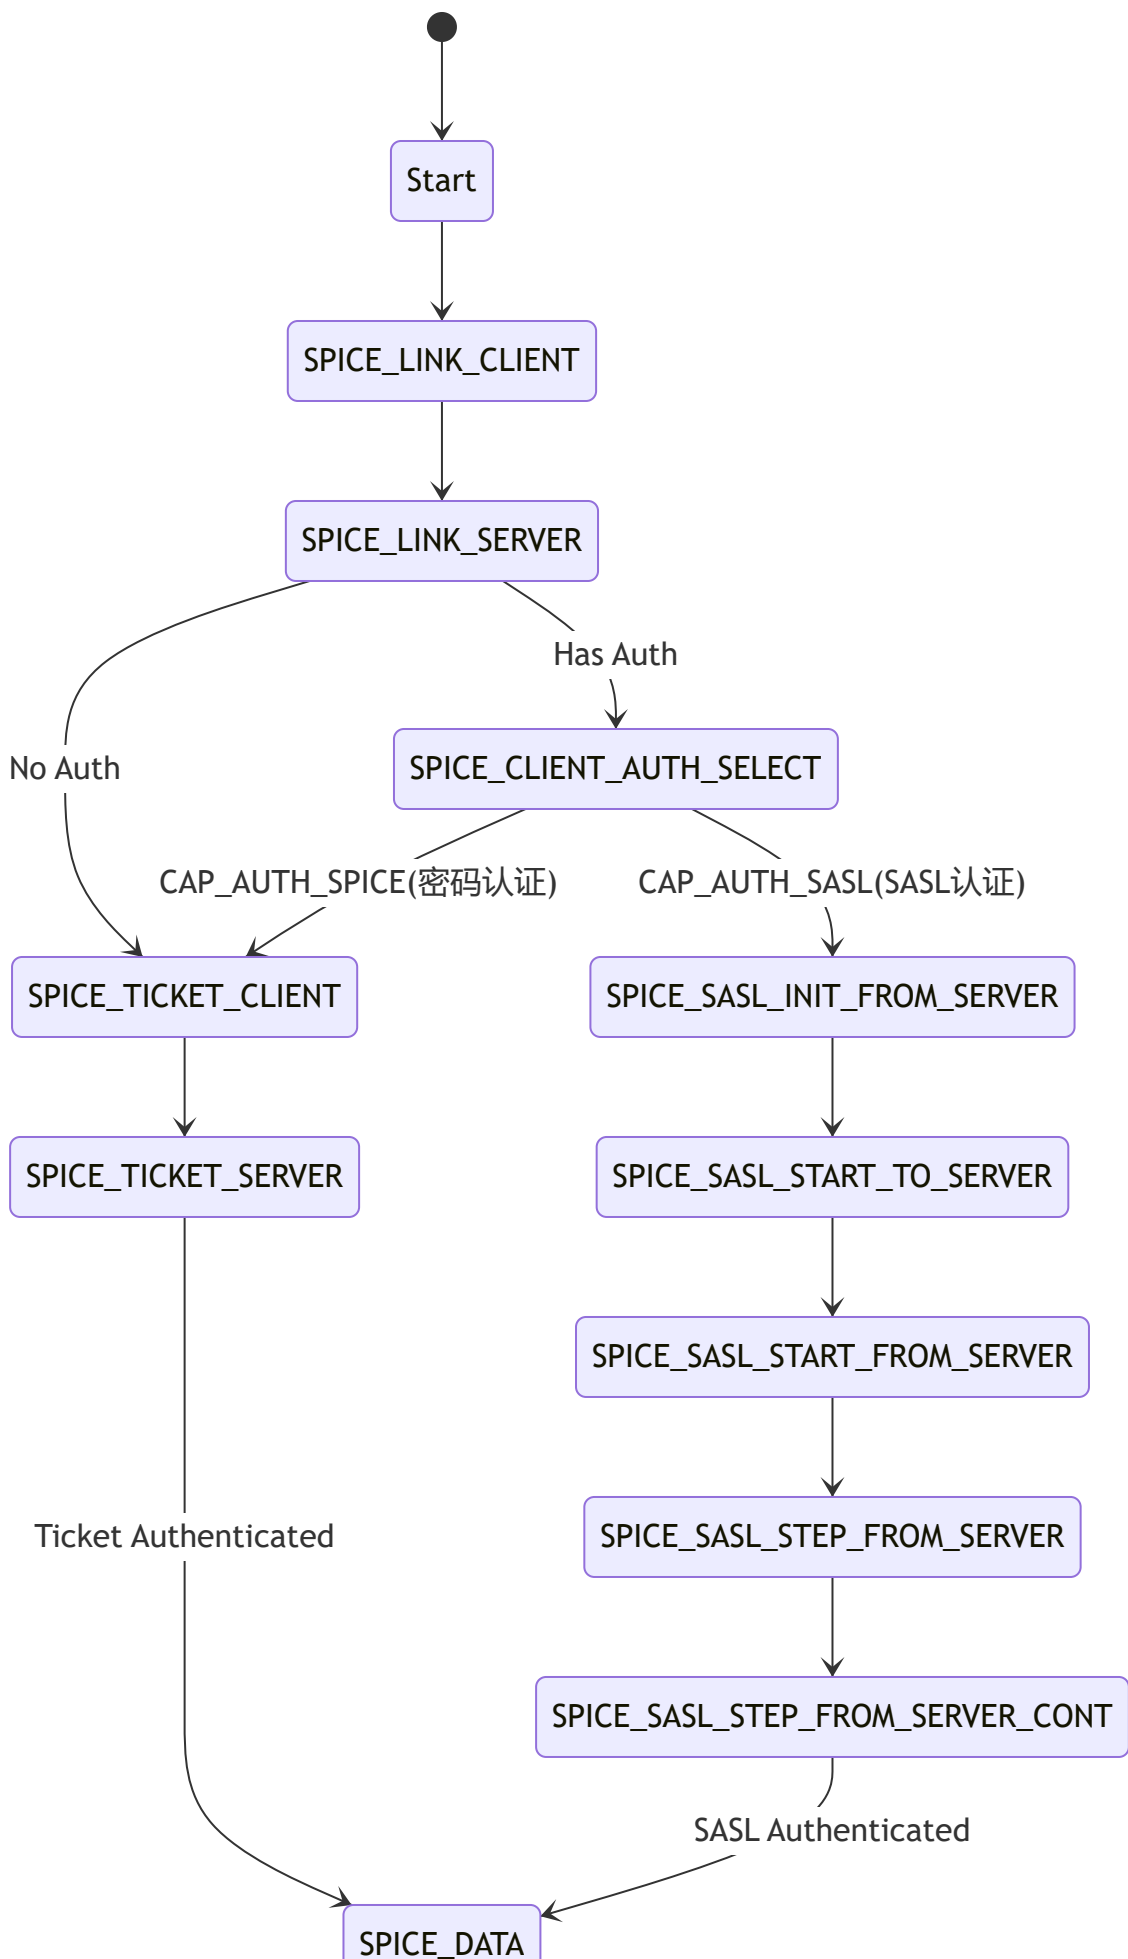 Start
SPICE_LINK_CLIENT
SPICE_LINK_SERVER
Has Auth
No Auth
SPICE_CLIENT_AUTH_SELECT
CAP_AUTH_SPICE(密码认证)
CAP_AUTH_SASL(SASL认证)
SPICE_TICKET_CLIENT
SPICE_SASL_INIT_FROM_SERVER
SPICE_TICKET_SERVER
SPICE_SASL_START_TO_SERVER
SPICE_SASL_START_FROM_SERVER
Ticket Authenticated
SPICE_SASL_STEP_FROM_SERVER
SPICE_SASL_STEP_FROM_SERVER_CONT
SASL Authenticated
SPICE_DATA